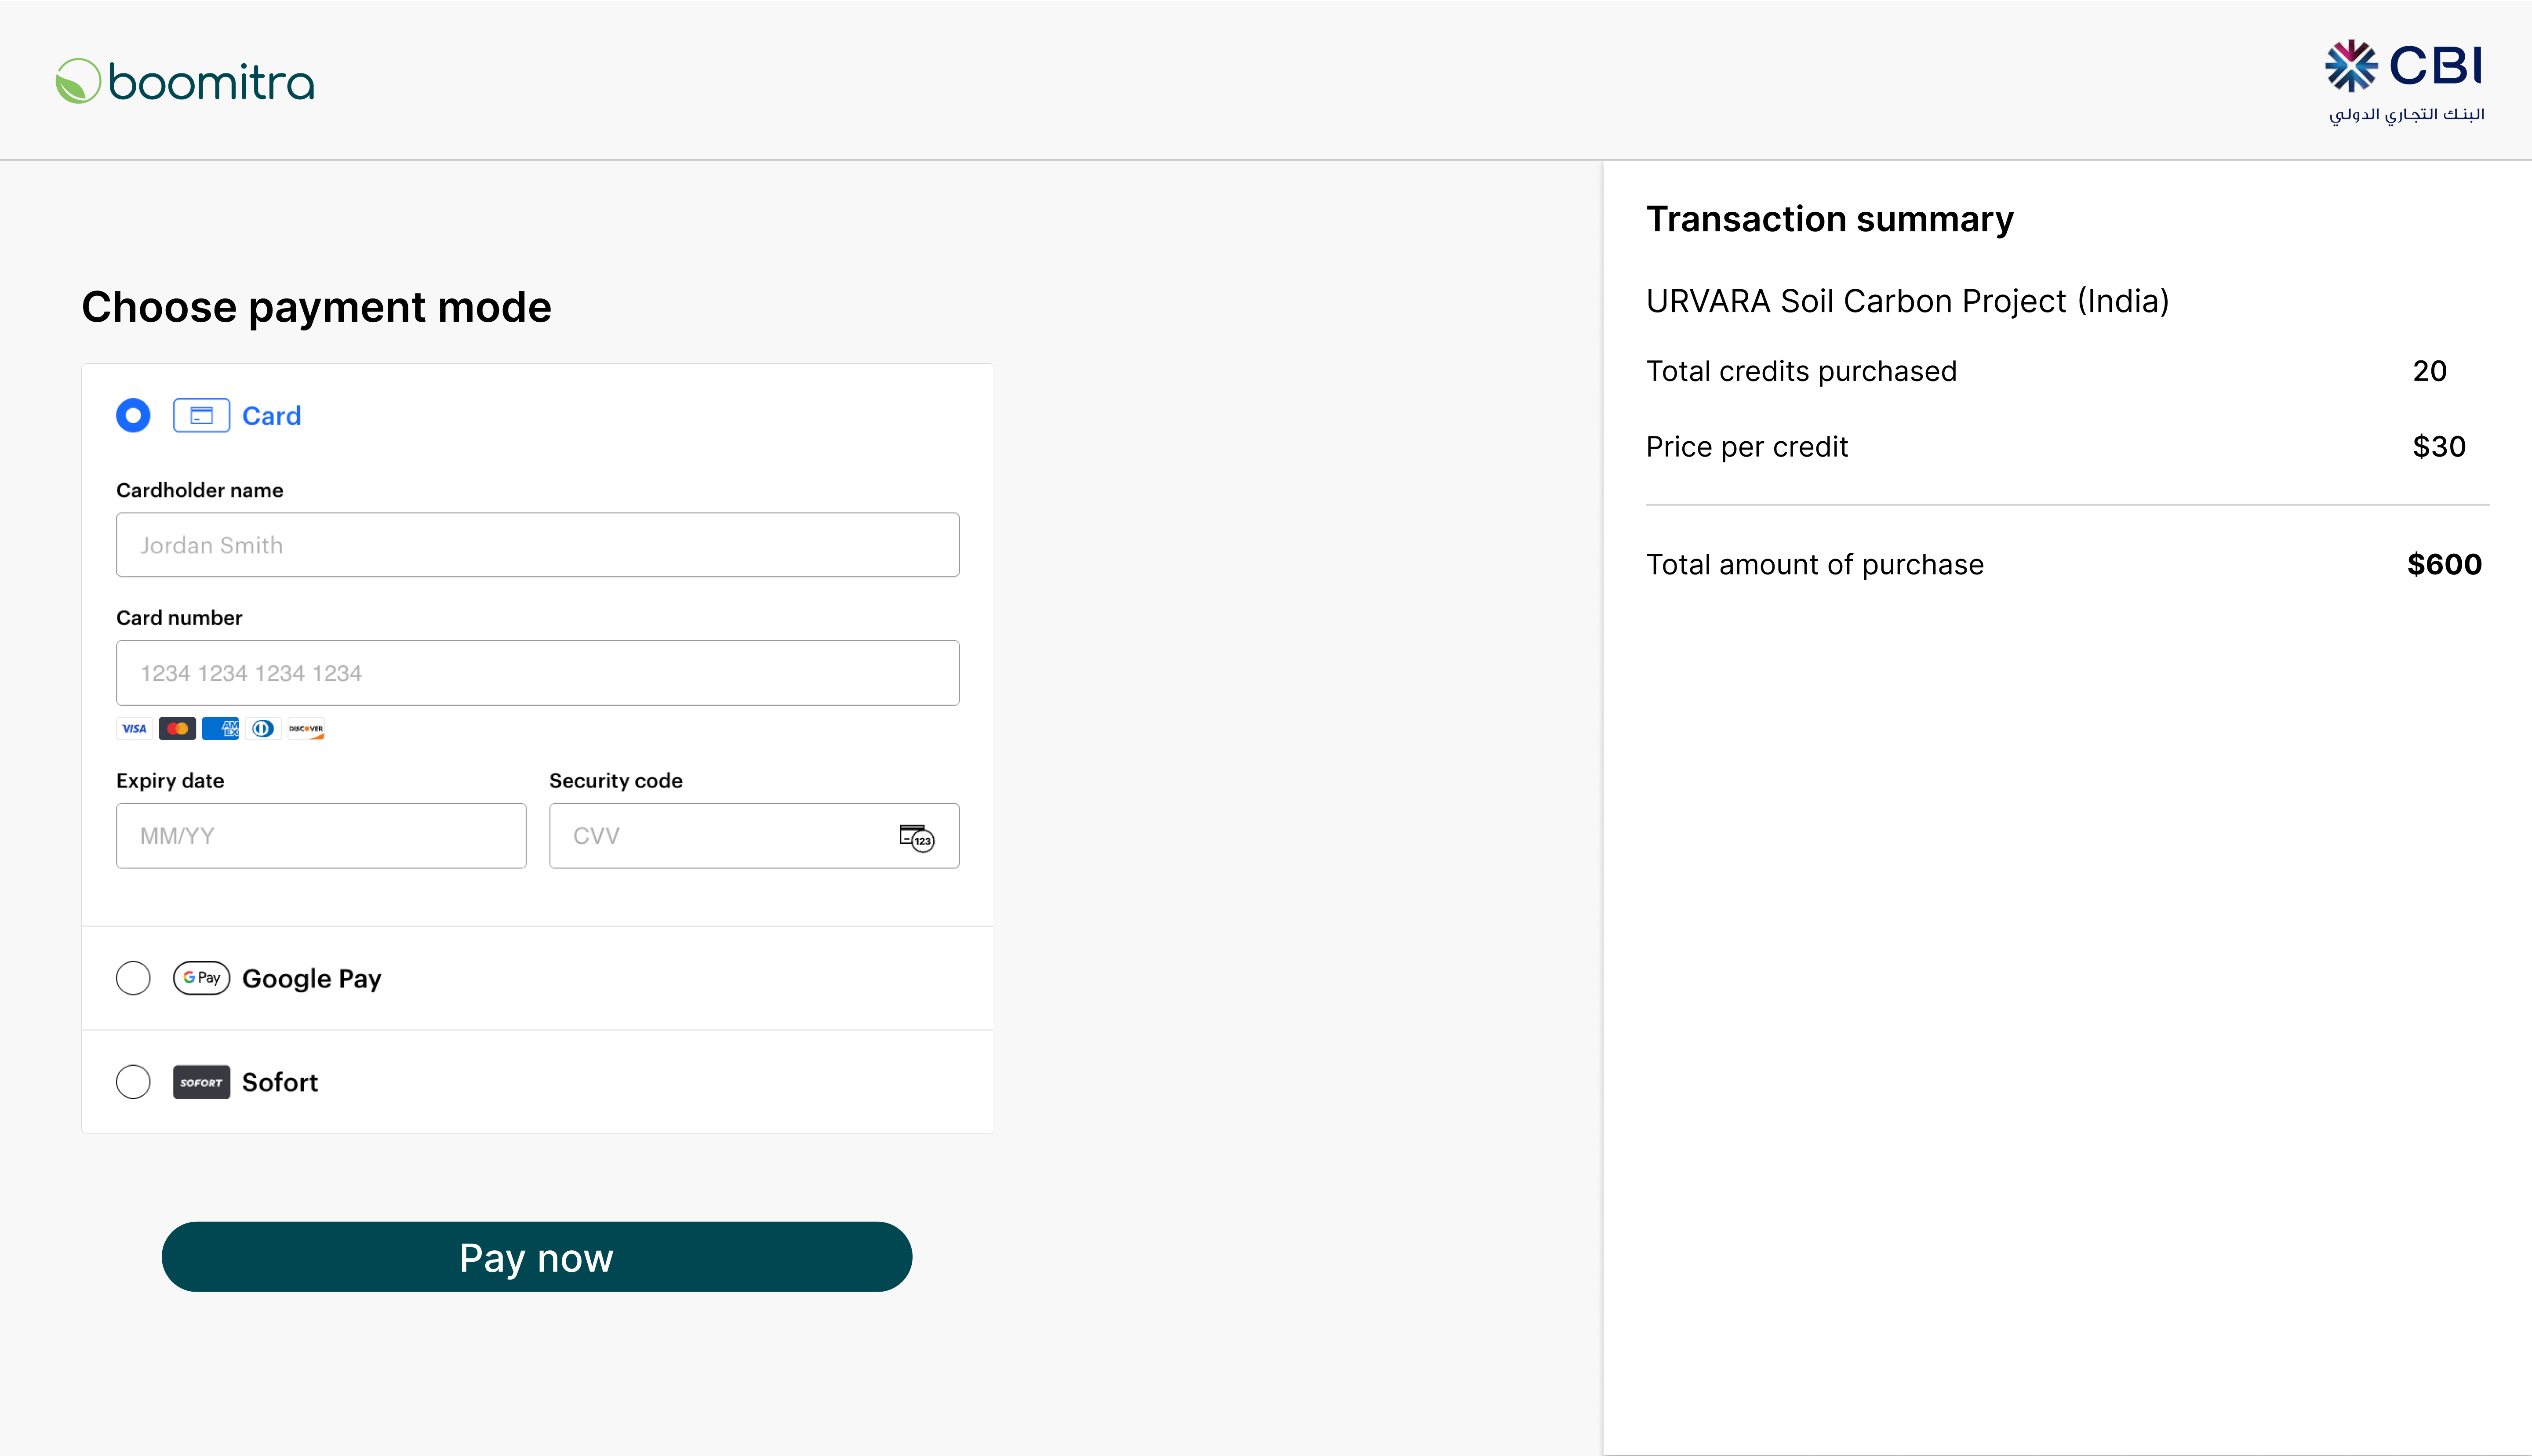 boomitra
CBI
البنك التجاري الدولي
Choose payment mode
Card
Cardholder name
Jordan Smith
Card number
1234 1234 1234 1234
VISA
AM
EX
DISCOVER
Expiry date
Security code
MM/YY
CVV
123
G Pay
Google Pay
SOFORT
Sofort
Pay now
Transaction summary
URVARA Soil Carbon Project (India)
Total credits purchased 20
Price per credit $30
Total amount of purchase $600